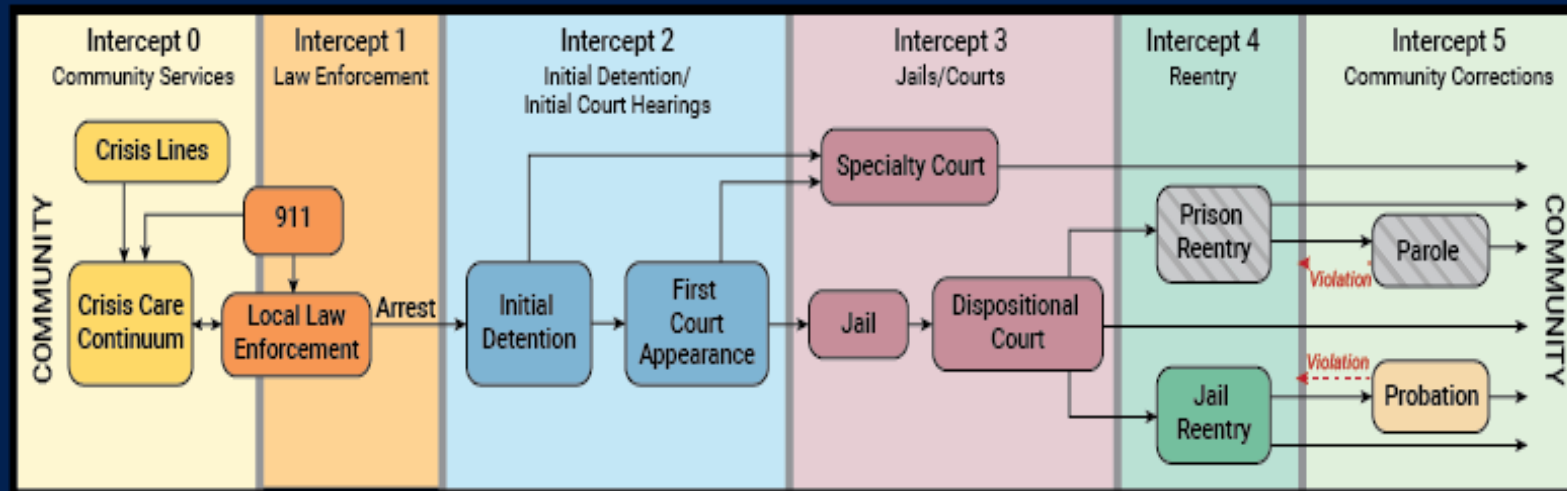 Intercept 0
Community Services
Intercept 1
Law Enforcement
Intercept 2
Initial Detention/
Initial Court Hearings
Intercept 3
Jails/Courts
Intercept 4
Reentry
Intercept 5
Community Corrections
COMMUNITY
Crisis Lines
911
Crisis Care
Continuum
Local Law
Enforcement
Arrest
Initial
Detention
First
Court
Appearance
Specialty Court
Jail
Dispositional
Court
Prison
Reentry
Parole
Violation
Violation
Jail
Reentry
Probation
COMMUNITY